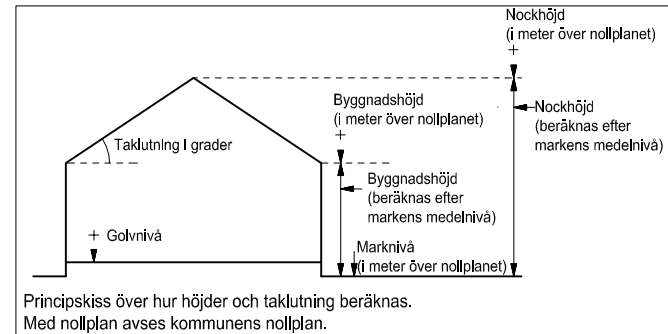 Nockhöjd
(i meter över nollplanet)
+
Byggnadshöjd
(i meter över nollplanet)
+
Nockhöjd
(beräknas efter
markens medelnivå)
Taklutning i grader
Byggnadshöjd
(beräknas efter
markens medelnivå)
+ Golvnivå
Marknivå
(i meter över nollplanet)
Principskiss över hur höjder och taklutning beräknas.
Med nollplan avses kommunens nollplan.